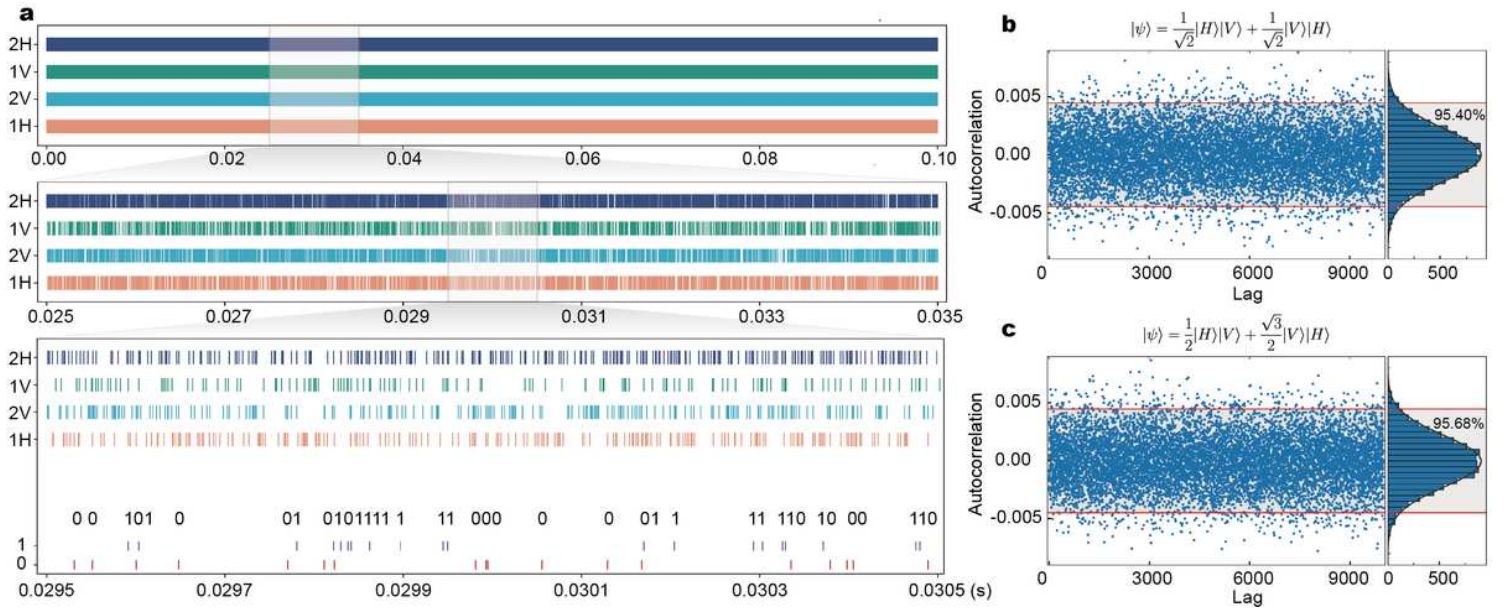 a
2H
1V
2V
1H
0.00 0.02 0.04 0.06 0.08 0.10
2H
1V
2V
1H
0.025 0.027 0.029 0.031 0.033 0.035
2H
1V
2V
1H
0 0 101 0 01 01011111 1 11 000 0 0 01 1 11 110 10 00 110
1
0
0.0295 0.0297 0.0299 0.0301 0.0303 0.0305 (s)
b
|ψ⟩ = 1/√2|H⟩|V⟩ + 1/√2|V⟩|H⟩
Autocorrelation
0.005
0.00
-0.005
95.40%
0 3000 6000 9000 0 500
Lag
c
|ψ⟩ = 1/2|H⟩|V⟩ + √3/2|V⟩|H⟩
Autocorrelation
0.005
0.00
-0.005
95.68%
0 3000 6000 9000 0 500
Lag